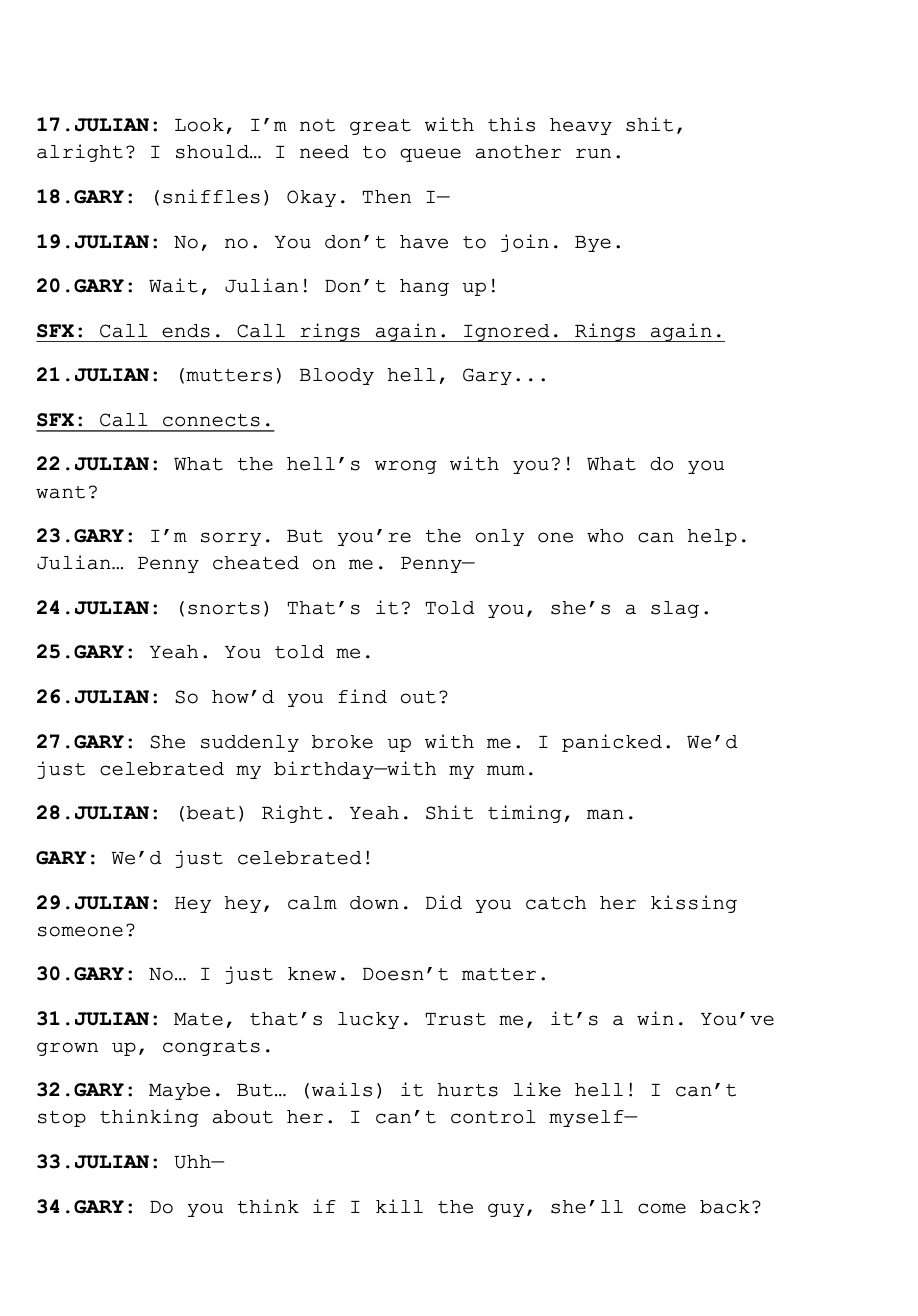 17.JULIAN: Look, I’m not great with this heavy shit,
alright? I should… I need to queue another run.
18.GARY: (sniffles) Okay. Then I—
19.JULIAN: No, no. You don’t have to join. Bye.
20.GARY: Wait, Julian! Don’t hang up!
SFX: Call ends. Call rings again. Ignored. Rings again.
21.JULIAN: (mutters) Bloody hell, Gary...
SFX: Call connects.
22.JULIAN: What the hell’s wrong with you?! What do you
want?
23.GARY: I’m sorry. But you’re the only one who can help.
Julian… Penny cheated on me. Penny—
24.JULIAN: (snorts) That’s it? Told you, she’s a slag.
25.GARY: Yeah. You told me.
26.JULIAN: So how’d you find out?
27.GARY: She suddenly broke up with me. I panicked. We’d
just celebrated my birthday—with my mum.
28.JULIAN: (beat) Right. Yeah. Shit timing, man.
GARY: We’d just celebrated!
29.JULIAN: Hey hey, calm down. Did you catch her kissing
someone?
30.GARY: No… I just knew. Doesn’t matter.
31.JULIAN: Mate, that’s lucky. Trust me, it’s a win. You’ve
grown up, congrats.
32.GARY: Maybe. But… (wails) it hurts like hell! I can’t
stop thinking about her. I can’t control myself—
33.JULIAN: Uhh—
34.GARY: Do you think if I kill the guy, she’ll come back?